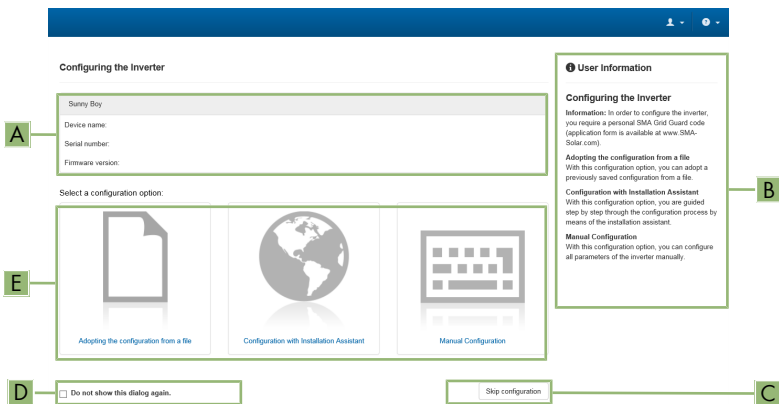 Configuring the Inverter
Sunny Boy
Device name:
Serial number:
Firmware version:
A
Select a configuration option:
E
Adopting the configuration from a file
Configuration with Installation Assistant
Manual Configuration
D
Do not show this dialog again.
Skip configuration
C
User Information
Configuring the Inverter
Information: In order to configure the inverter,
you require a personal SMA Grid Guard code
(application form is available at www.SMA-
Solar.com).
Adopting the configuration from a file
With this configuration option, you can adopt a
previously saved configuration from a file.
Configuration with Installation Assistant
With this configuration option, you are guided
step by step through the configuration process by
means of the installation assistant.
Manual Configuration
With this configuration option, you can configure
all parameters of the inverter manually.
B